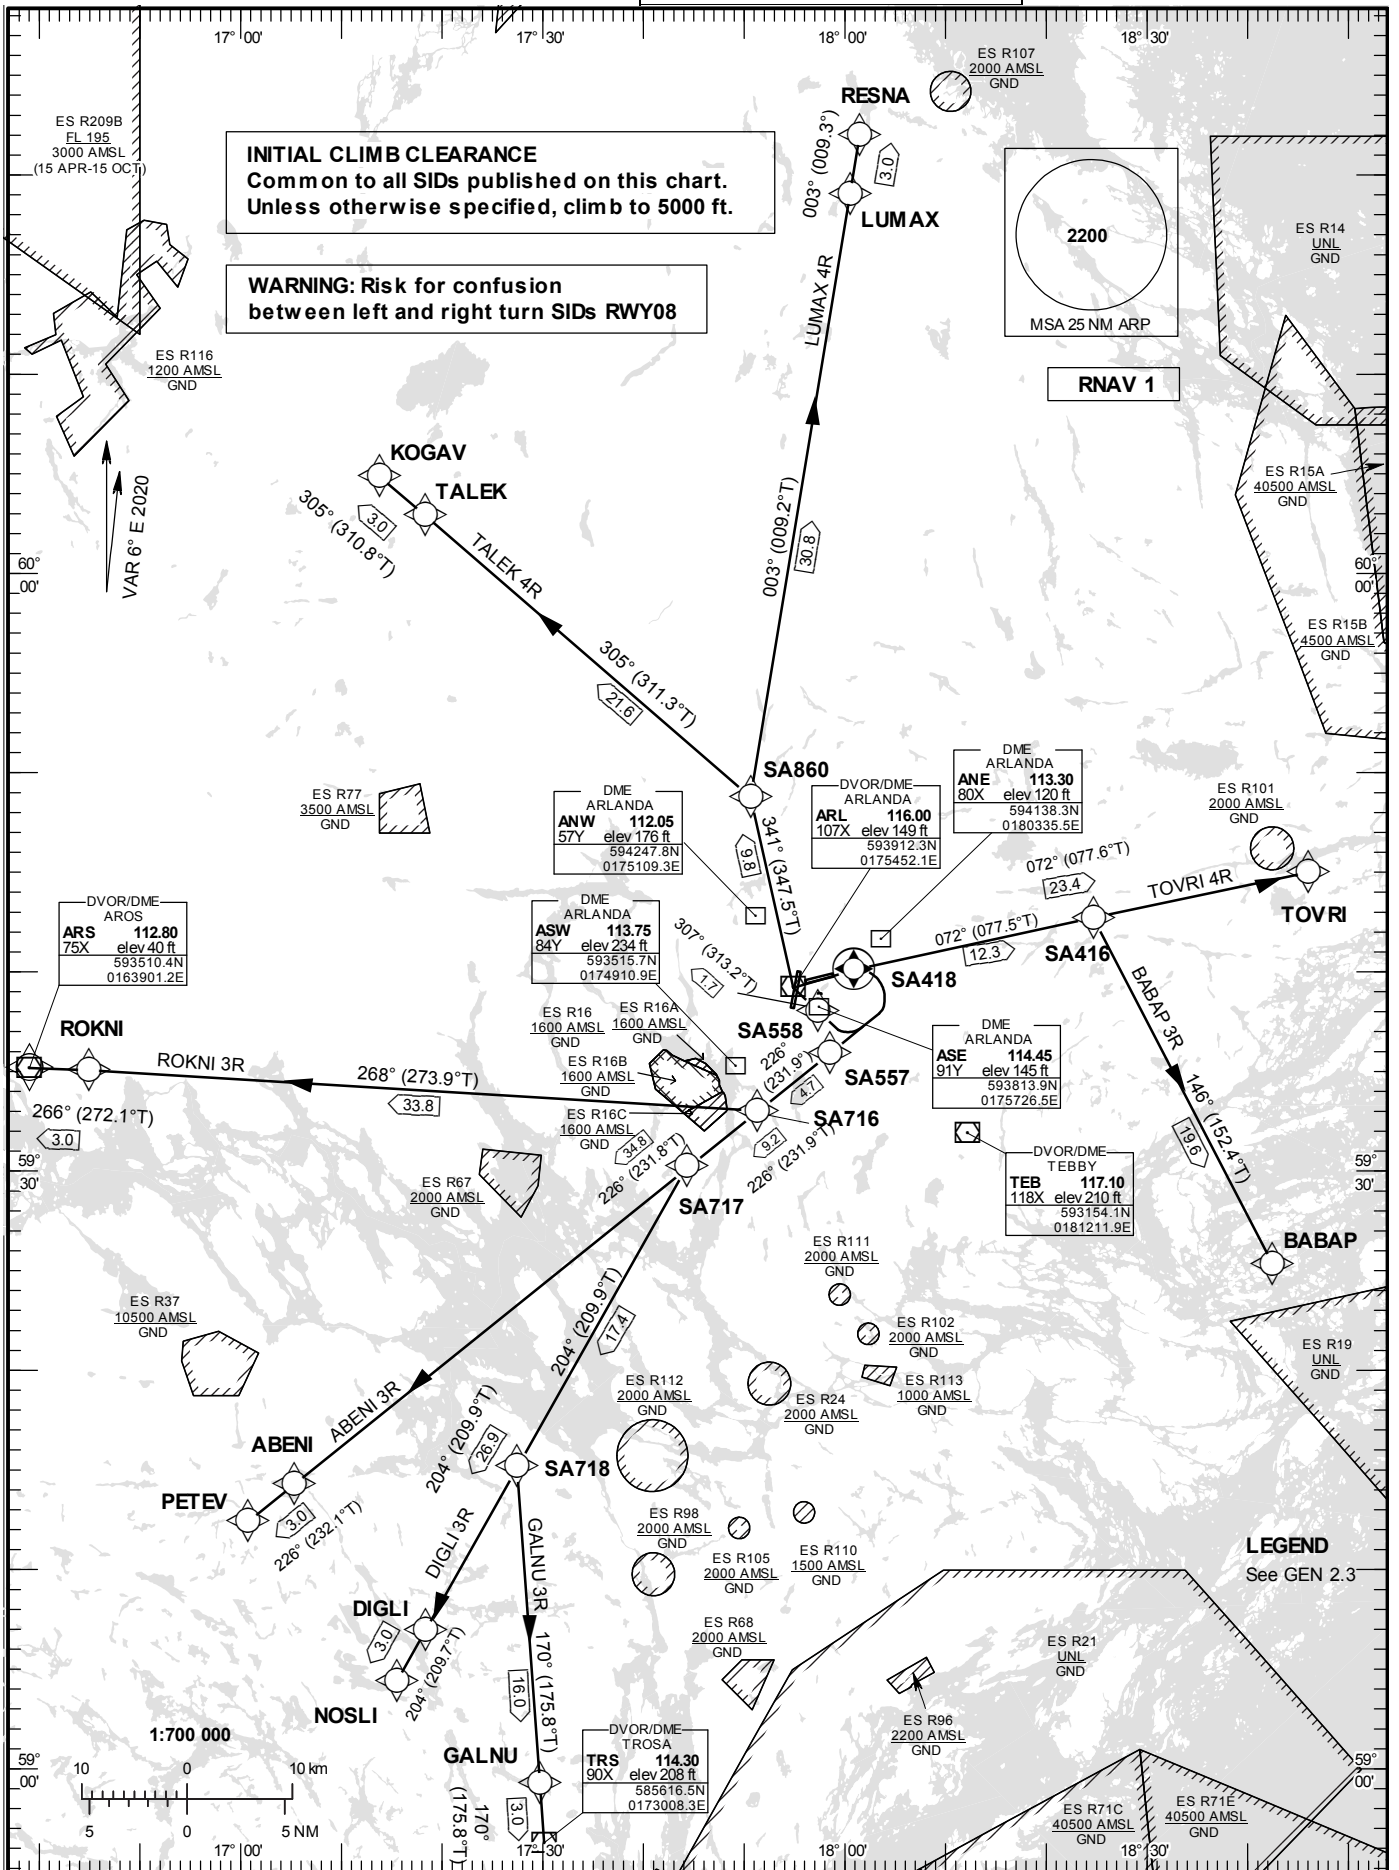 17° 00'
17° 30'
18° 00'
18° 30'
ES R107
2000 AMSL
GND
RESNA
003° (009.3°)
3.0
LUMAX
ES R209B
FL 195
3000 AMSL
(15 APR-15 OCT)
INITIAL CLIMB CLEARANCE
Common to all SIDs published on this chart.
Unless otherwise specified, climb to 5000 ft.
WARNING: Risk for confusion
between left and right turn SIDs RWY08
2200
MSA 25 NM ARP
RNAV 1
ES R14
UNL
GND
LUMAX 4R
ES R116
1200 AMSL
GND
KOGAV
TALEK
3.0
305° (310.8°T)
VAR 6° E 2020
TALEK 4R
003° (009.2°T)
30.8
ES R15A
40500 AMSL
GND
60°
00'
60°
00'
ES R15B
4500 AMSL
GND
305° (311.3°T)
21.6
SA860
ES R77
3500 AMSL
GND
DME
ARLANDA
ANW 112.05
57Y elev 176 ft
594247.8N
0175109.3E
DVOR/DME
ARLANDA
ARL 116.00
107X elev 149 ft
593912.3N
0175452.1E
DME
ARLANDA
ANE 113.30
80X elev 120 ft
594138.3N
0180335.5E
ES R101
2000 AMSL
GND
9.8
341° (347.5°T)
072° (077.6°T)
23.4
TOVRI 4R
TOVRI
DVOR/DME
AROS
ARS 112.80
75X elev 40 ft
593510.4N
0163901.2E
DME
ARLANDA
ASW 113.75
84Y elev 234 ft
593515.7N
0174910.9E
307° (313.2°T)
1.7
072° (077.5°T)
12.3
SA416
SA418
BABAP 3R
ES R16
1600 AMSL
GND
ES R16A
1600 AMSL
GND
SA558
ROKNI
ROKNI 3R
268° (273.9°T)
33.8
ES R16B
1600 AMSL
GND
226°
(231.9°)
4.7
SA557
DME
ARLANDA
ASE 114.45
91Y elev 145 ft
593813.9N
0175726.5E
146° (152.4°T)
19.6
266° (272.1°T)
3.0
ES R16C
1600 AMSL
GND
SA716
34.8
226° (231.8°T)
9.2
226° (231.9°T)
DVOR/DME
TEBBY
TEB 117.10
118X elev 210 ft
593154.1N
0181211.9E
59°
30'
59°
30'
ES R67
2000 AMSL
GND
SA717
BABAP
ES R111
2000 AMSL
GND
204° (209.9°T)
17.4
ES R37
10500 AMSL
GND
ES R102
2000 AMSL
GND
ES R19
UNL
GND
ES R112
2000 AMSL
GND
ES R24
2000 AMSL
GND
ES R113
1000 AMSL
GND
ABENI 3R
ABENI
204° (209.9°T)
26.9
SA718
PETEV
3.0
226° (232.1°T)
ES R98
2000 AMSL
GND
ES R105
2000 AMSL
GND
ES R110
1500 AMSL
GND
LEGEND
See GEN 2.3
DIGLI 3R
GALNU 3R
DIGLI
3.0
204° (209.7°T)
NOSLI
170° (175.8°T)
16.0
ES R68
2000 AMSL
GND
ES R21
UNL
GND
ES R96
2200 AMSL
GND
1:700 000
10 0 10 km
5 0 5 NM
GALNU
3.0
170°
(175.8°T)
DVOR/DME
TROSA
TRS 114.30
90X elev 208 ft
585616.5N
0173008.3E
59°
00'
59°
00'
ES R71C
40500 AMSL
GND
ES R71E
40500 AMSL
GND
17° 00'
17° 30'
18° 00'
18° 30'